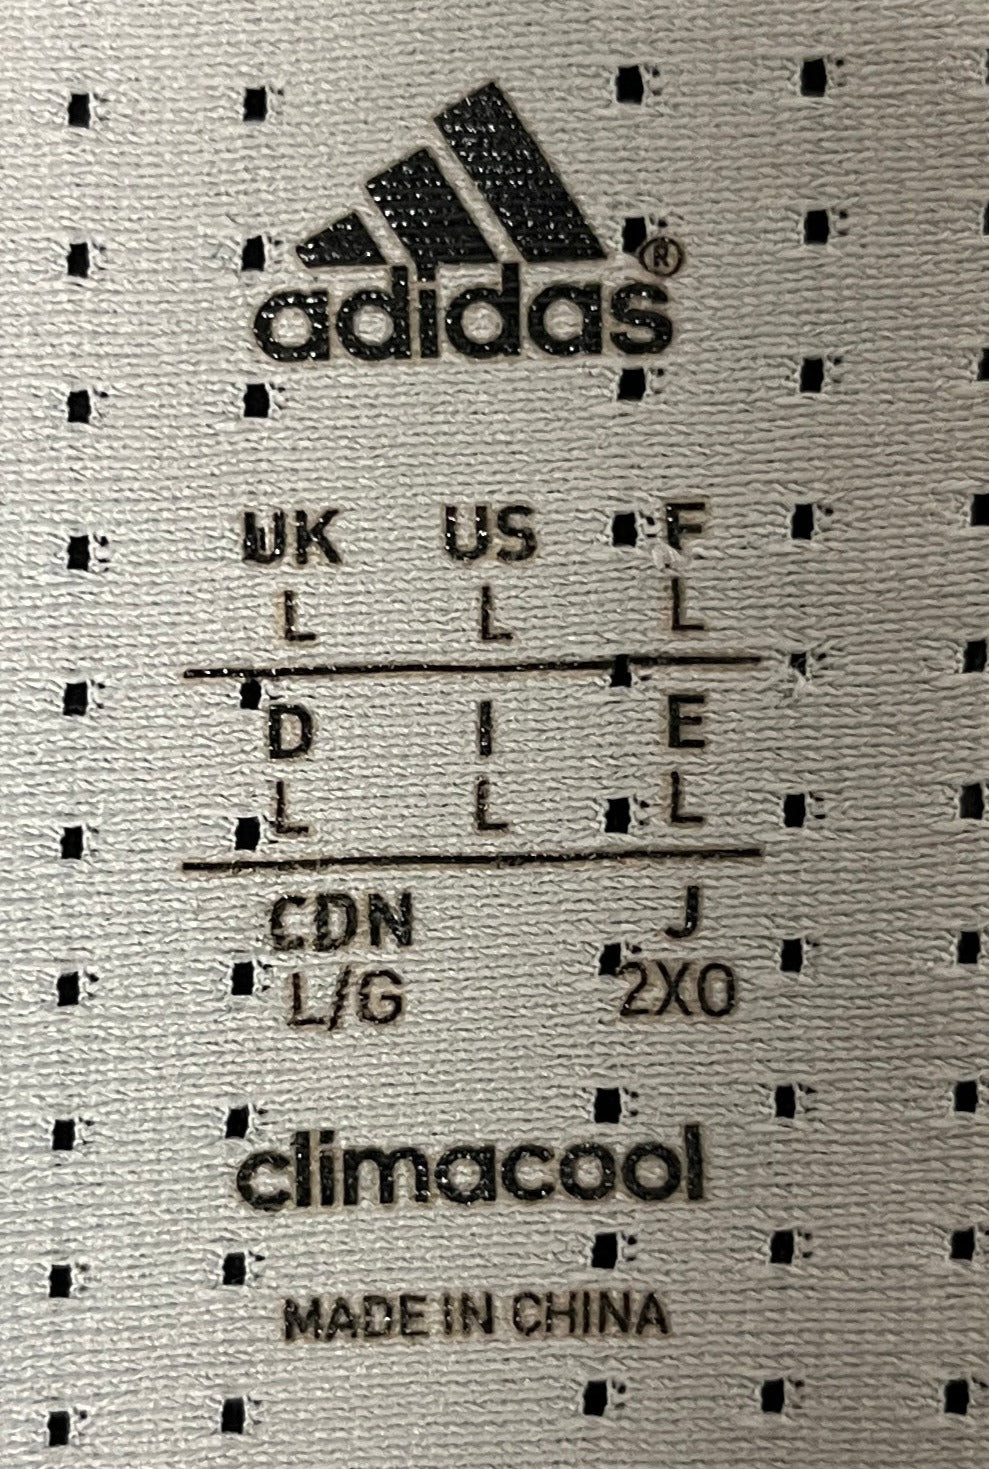 adidas®
UK US F
L L L
D I E
L L L
CDN J
L/G 2XO
climacool
MADE IN CHINA